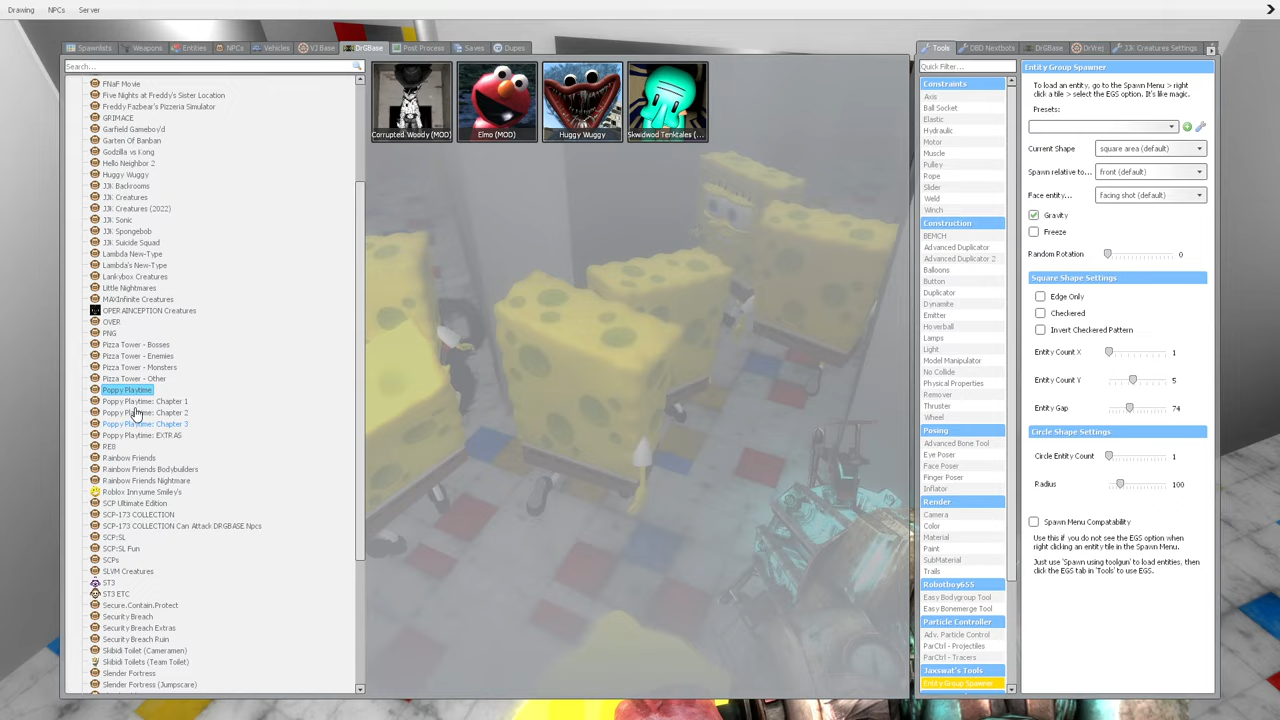 Drawing NPCs Server
Spawnlists Weapons Entities NPCs Vehicles VJ Base DrGBase Post Process Saves Dupes
Search...
FNaF Movie
Five Nights at Freddy's Sister Location
Freddy Fazbear's Pizzeria Simulator
GRIMACE
Garfield Gameboy'd
Garten Of Banban
Godzilla vs Kong
Hello Neighbor 2
Huggy Wuggy
JJK Backrooms
JJK Creatures
JJK Creatures (2022)
JJK Sonic
JJK Spongebob
JJK Suicide Squad
Lambda New-Type
Lambda's New-Type
Lankybox Creatures
Little Nightmares
MAXInfinite Creatures
OPERAINCEPTION Creatures
OVER
PNG
Pizza Tower - Bosses
Pizza Tower - Enemies
Pizza Tower - Monsters
Pizza Tower - Other
Poppy Playtime
Poppy Playtime: Chapter 1
Poppy Playtime: Chapter 2
Poppy Playtime: Chapter 3
Poppy Playtime: EXTRAS
RE8
Rainbow Friends
Rainbow Friends Bodybuilders
Rainbow Friends Nightmare
Roblox Innyume Smiley's
SCP Ultimate Edition
SCP-173 COLLECTION
SCP-173 COLLECTION Can Attack DRGBASE Npcs
SCP:SL
SCP:SL Fun
SCPs
SLVM Creatures
ST3
ST3 ETC
Secure.Contain.Protect
Security Breach
Security Breach Extras
Security Breach Ruin
Skibidi Toilet (Cameramen)
Skibidi Toilets (Team Toilet)
Slender Fortress
Slender Fortress (Jumpscare)
Corrupted Woody (MOD)
Elmo (MOD)
Huggy Wuggy
Skwidwod Tenktales (...
Tools DBD Nextbots DrGBase DrVrej JJK Creatures Settings
Quick Filter...
Constraints
Axis
Ball Socket
Elastic
Hydraulic
Motor
Muscle
Pulley
Rope
Slider
Weld
Winch
Construction
BEMCH
Advanced Duplicator
Advanced Duplicator 2
Balloons
Button
Duplicator
Dynamite
Emitter
Hoverball
Lamps
Light
Model Manipulator
No Collide
Physical Properties
Remover
Thruster
Wheel
Posing
Advanced Bone Tool
Eye Poser
Face Poser
Finger Poser
Inflator
Render
Camera
Color
Material
Paint
SubMaterial
Trails
Robotboy655
Easy Bodygroup Tool
Easy Bonemerge Tool
Particle Controller
Adv. Particle Control
ParCtrl - Projectiles
ParCtrl - Tracers
Jaxswat's Tools
Entity Group Spawner
Entity Group Spawner
To load an entity, go to the Spawn Menu > right
click a tile > select the EGS option. It's like magic.
Presets:
Current Shape square area (default)
Spawn relative to... front (default)
Face entity... facing shot (default)
Gravity
Freeze
Random Rotation 0
Square Shape Settings
Edge Only
Checkered
Invert Checkered Pattern
Entity Count X 1
Entity Count Y 5
Entity Gap 74
Circle Shape Settings
Circle Entity Count 1
Radius 100
Spawn Menu Compatability
Use this if you do not see the EGS option when
right clicking an entity tile in the Spawn Menu.
Just use 'Spawn using toolgun' to load entities, then
click the EGS tab in 'Tools' to use EGS.